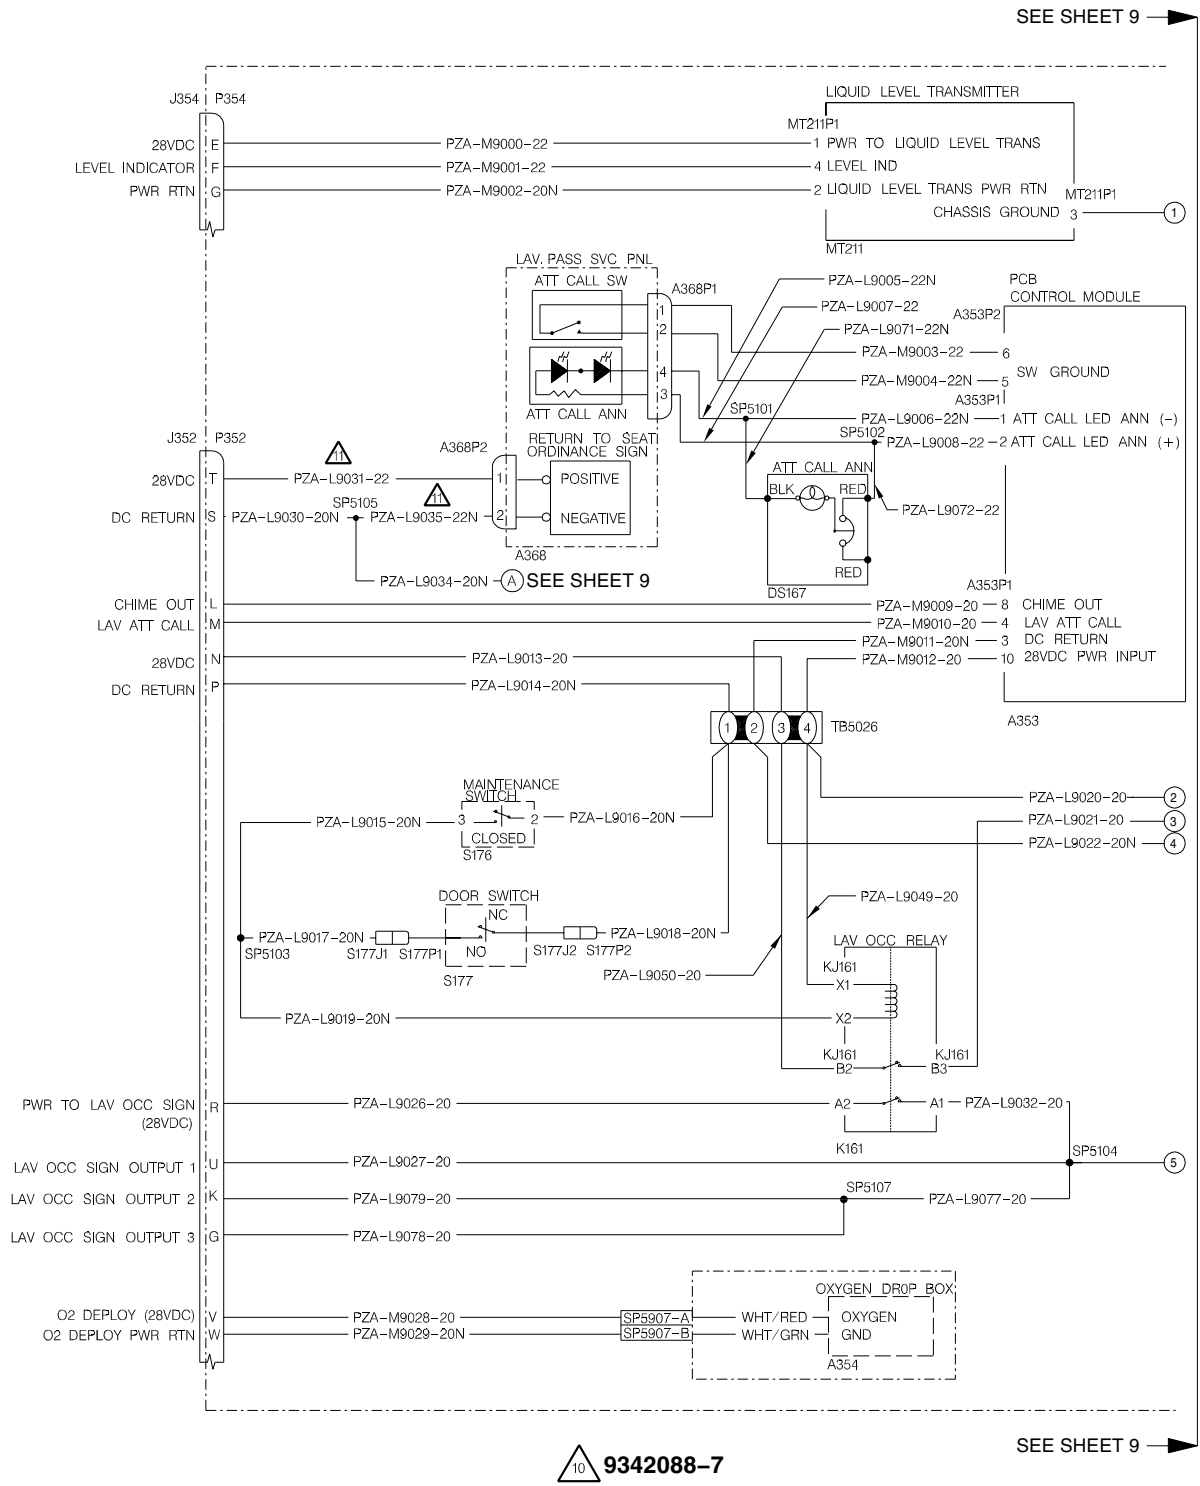 SEE SHEET 9
J354 P354
LIQUID LEVEL TRANSMITTER
MT211P1
28VDC E PZA-M9000-22 1 PWR TO LIQUID LEVEL TRANS
LEVEL INDICATOR F PZA-M9001-22 4 LEVEL IND
PWR RTN G PZA-M9002-20N 2 LIQUID LEVEL TRANS PWR RTN
MT211P1
CHASSIS GROUND 3 1
MT211
LAV. PASS SVC PNL
ATT CALL SW
A368P1
1
2
4
3
ATT CALL ANN
PZA-L9005-22N
PZA-L9007-22
PZA-L9071-22N
PCB
CONTROL MODULE
A353P2
PZA-M9003-22 6
SW GROUND
PZA-M9004-22N 5
A353P1
SP5101
PZA-L9006-22N 1 ATT CALL LED ANN (-)
SP5102
PZA-L9008-22 2 ATT CALL LED ANN (+)
J352 P352
A368P2
RETURN TO SEAT
ORDINANCE SIGN
11
28VDC T PZA-L9031-22 1 POSITIVE
SP5105
11
DC RETURN S PZA-L9030-20N PZA-L9035-22N 2 NEGATIVE
A368
PZA-L9034-20N A SEE SHEET 9
ATT CALL ANN
BLK RED
PZA-L9072-22
RED
DS167
A353P1
CHIME OUT L PZA-M9009-20 8 CHIME OUT
LAV ATT CALL M PZA-M9010-20 4 LAV ATT CALL
PZA-M9011-20N 3 DC RETURN
28VDC N PZA-L9013-20 PZA-M9012-20 10 28VDC PWR INPUT
DC RETURN P PZA-L9014-20N
A353
1 2 3 4 TB5026
MAINTENANCE
SWITCH
PZA-L9015-20N 3 2 PZA-L9016-20N
CLOSED
S176
PZA-L9020-20 2
PZA-L9021-20 3
PZA-L9022-20N 4
DOOR SWITCH
NC
PZA-L9017-20N PZA-L9018-20N
SP5103 S177J1 S177P1 NO S177J2 S177P2
S177
PZA-L9049-20
PZA-L9050-20
LAV OCC RELAY
KJ161
X1
PZA-L9019-20N X2
KJ161 KJ161
B2 B3
PWR TO LAV OCC SIGN R PZA-L9026-20 A2 A1 PZA-L9032-20
(28VDC)
K161
SP5104
LAV OCC SIGN OUTPUT 1 U PZA-L9027-20 5
SP5107
LAV OCC SIGN OUTPUT 2 K PZA-L9079-20 PZA-L9077-20
LAV OCC SIGN OUTPUT 3 G PZA-L9078-20
OXYGEN DROP BOX
O2 DEPLOY (28VDC) V PZA-M9028-20 SP5907-A WHT/RED OXYGEN
O2 DEPLOY PWR RTN W PZA-M9029-20N SP5907-B WHT/GRN GND
A354
SEE SHEET 9
10 9342088-7